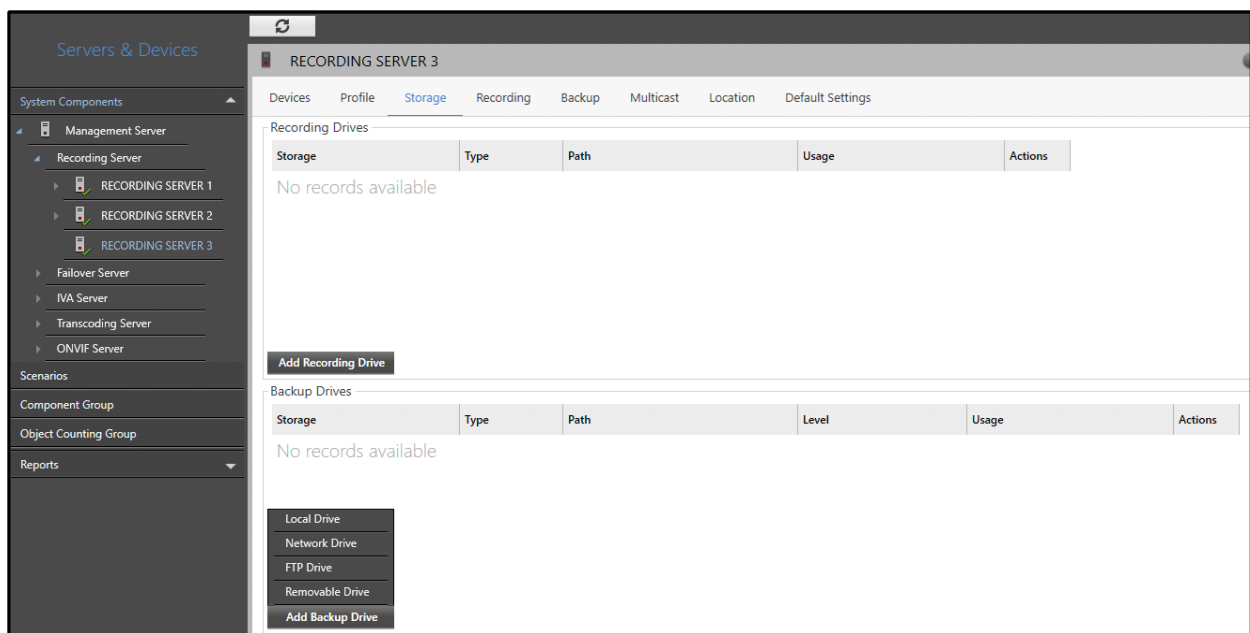 Servers & Devices
System Components
Management Server
Recording Server
RECORDING SERVER 1
RECORDING SERVER 2
RECORDING SERVER 3
Failover Server
IVA Server
Transcoding Server
ONVIF Server
Scenarios
Component Group
Object Counting Group
Reports
RECORDING SERVER 3
Devices Profile Storage Recording Backup Multicast Location Default Settings
Recording Drives
Storage Type Path Usage Actions
No records available
Add Recording Drive
Backup Drives
Storage Type Path Level Usage Actions
No records available
Local Drive
Network Drive
FTP Drive
Removable Drive
Add Backup Drive